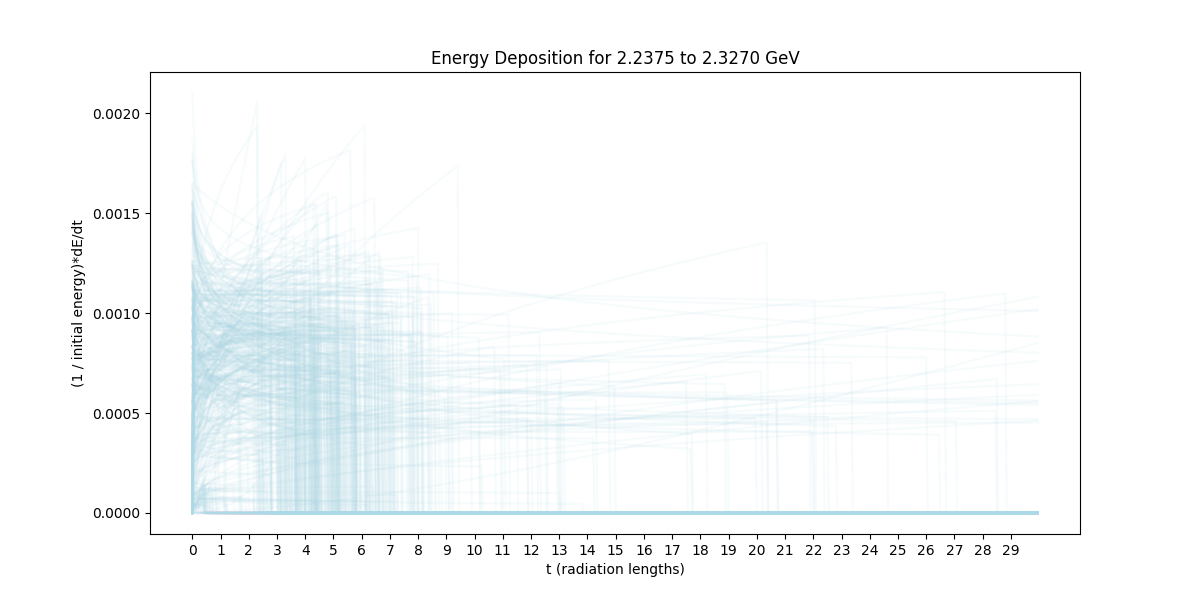 Energy Deposition for 2.2375 to 2.3270 GeV
(1 / initial energy)*dE/dt
0.0020
0.0015
0.0010
0.0005
0.0000
0 1 2 3 4 5 6 7 8 9 10 11 12 13 14 15 16 17 18 19 20 21 22 23 24 25 26 27 28 29
t (radiation lengths)